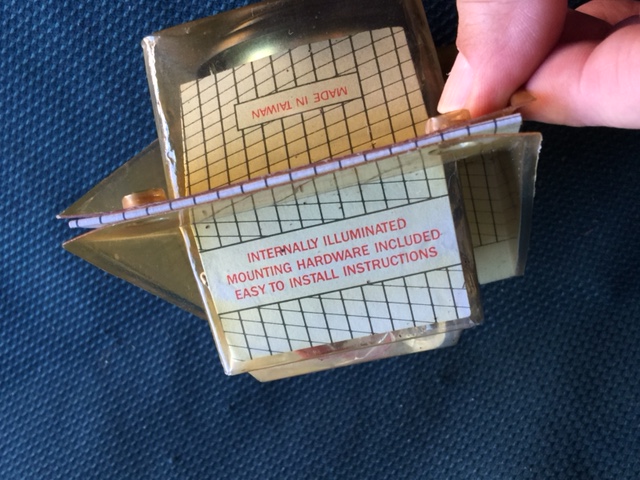 MADE IN TAIWAN
INTERNALLY ILLUMINATED
MOUNTING HARDWARE INCLUDED
EASY TO INSTALL INSTRUCTIONS